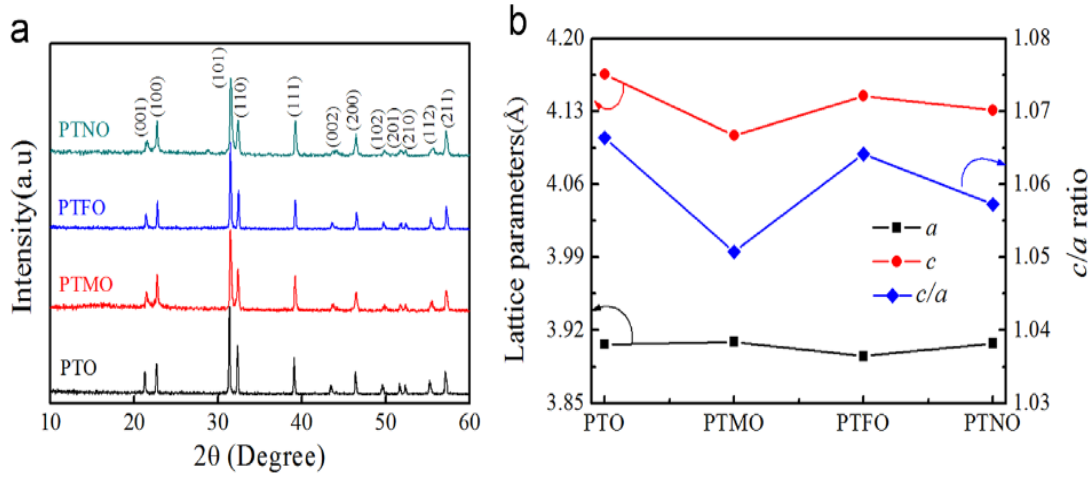 a
Intensity(a.u)
PTNO
PTFO
PTMO
PTO
(001)
(100)
(101)
(110)
(111)
(002)
(200)
(102)
(201)
(210)
(112)
(211)
10 20 30 40 50 60
2θ (Degree)
b
Lattice parameters(Å)
4.20
4.13
4.06
3.99
3.92
3.85
1.08
1.07
1.06
1.05
1.04
1.03
c/a ratio
a
c
c/a
PTO PTMO PTFO PTNO